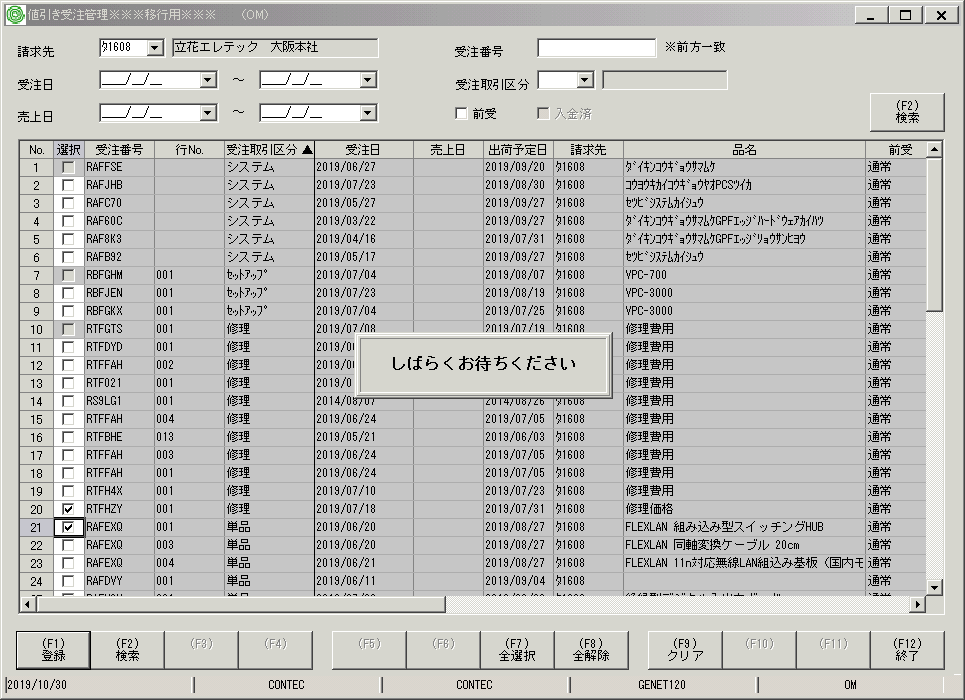 値引き受注管理※※※移行用※※※ (OM)
請求先 ﾀ1608 立花エレテック 大阪本社 受注番号 ※前方一致
受注日 __/_/_ ～ __/_/_ 受注取引区分
売上日 __/_/_ ～ __/_/_ 前受 入金済
(F2)
検索
No. 選択 受注番号 行No. 受注取引区分▲ 受注日 売上日 出荷予定日 請求先 品名 前受
1 RAFFSE システム 2019/06/27 2019/09/20 ﾀ1608 ﾀﾞｲｷﾝｺｳｷﾞｮｳｻﾏﾑｹ 通常
2 RAFJHB システム 2019/07/23 2019/08/30 ﾀ1608 ｺｳﾖｳｷｶｲｺｳｷﾞｮｳﾔｵPCSﾂｲｶ 通常
3 RAFC70 システム 2019/05/27 2019/09/27 ﾀ1608 ｾﾂﾋﾞｼｽﾃﾑｶｲｼｭｳ 通常
4 RAF60C システム 2019/03/22 2019/09/27 ﾀ1608 ﾀﾞｲｷﾝｺｳｷﾞｮｳｻﾏﾑｹGPFｴｯｼﾞﾊｰﾄﾞｳｪｱｶｲﾊﾂ 通常
5 RAF8K3 システム 2019/04/16 2019/07/31 ﾀ1608 ﾀﾞｲｷﾝｺｳｷﾞｮｳｻﾏﾑｹGPFｴｯｼﾞﾘｮｳｻﾝﾋﾖｳ 通常
6 RAFB92 システム 2019/05/17 2019/09/27 ﾀ1608 ｾﾂﾋﾞｼｽﾃﾑｶｲｼｭｳ 通常
7 RBFGHM 001 ｾｯﾄｱｯﾌﾟ 2019/07/04 2019/08/07 ﾀ1608 VPC-700 通常
8 RBFJEN 001 ｾｯﾄｱｯﾌﾟ 2019/07/23 2019/08/19 ﾀ1608 VPC-3000 通常
9 RBFGKX 001 ｾｯﾄｱｯﾌﾟ 2019/07/04 2019/07/25 ﾀ1608 VPC-3000 通常
10 RTFGTS 001 修理 2019/07/08 2019/07/19 ﾀ1608 修理費用 通常
11 RTFDYD 001 修理 修理費用 通常
12 RTFFAH 002 修理 修理費用 通常
しばらくお待ちください
13 RTF021 001 修理 修理費用 通常
14 RS9LG1 001 修理 2014/08/07 2014/08/26 ﾀ1608 修理費用 通常
15 RTFFAH 004 修理 2019/06/24 2019/07/05 ﾀ1608 修理費用 通常
16 RTFBHE 013 修理 2019/05/21 2019/06/03 ﾀ1608 修理費用 通常
17 RTFFAH 003 修理 2019/06/24 2019/07/05 ﾀ1608 修理費用 通常
18 RTFFAH 001 修理 2019/06/24 2019/07/05 ﾀ1608 修理費用 通常
19 RTFH4X 001 修理 2019/07/10 2019/07/23 ﾀ1608 修理費用 通常
20 RTFHZY 001 修理 2019/07/18 2019/07/31 ﾀ1608 修理価格 通常
21 RAFEXQ 001 単品 2019/06/20 2019/08/27 ﾀ1608 FLEXLAN 組み込み型スイッチングHUB 通常
22 RAFEXQ 003 単品 2019/06/20 2019/08/27 ﾀ1608 FLEXLAN 同軸変換ケーブル 20cm 通常
23 RAFEXQ 004 単品 2019/06/21 2019/08/27 ﾀ1608 FLEXLAN 11n対応無線LAN組込み基板（国内モ 通常
24 RAFDVY 001 単品 2019/06/11 2019/09/04 ﾀ1608 通常
(F1) (F2) (F3) (F4) (F5) (F6) (F7) (F8) (F9) (F10) (F11) (F12)
登録 検索 全選択 全解除 クリア 終了
2019/10/30 CONTEC CONTEC GENET120 OM